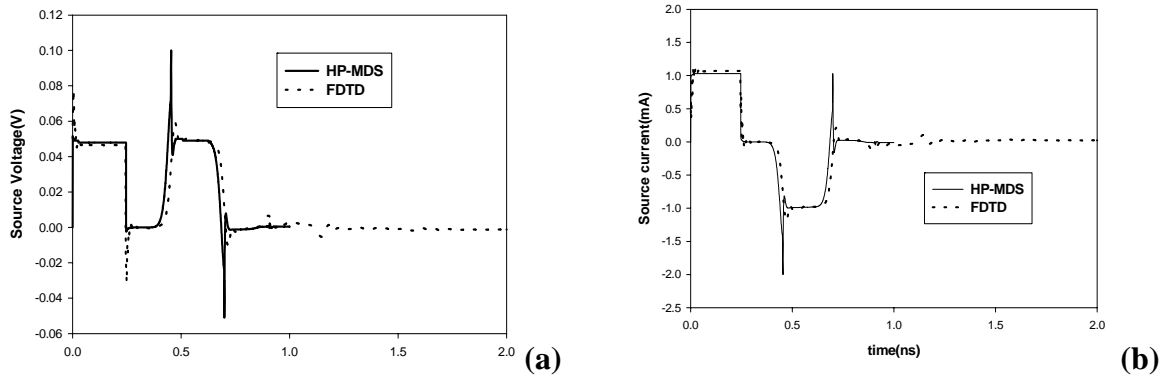 0.12
0.10
0.08
0.06
0.04
0.02
0.00
-0.02
-0.04
-0.06
Source Voltage(V)
HP-MDS
FDTD
0.0 0.5 1.0 1.5 2.0
(a)
2.0
1.5
1.0
0.5
0.0
-0.5
-1.0
-1.5
-2.0
-2.5
Source current(mA)
HP-MDS
FDTD
0.0 0.5 1.0 1.5 2.0
time(ns)
(b)